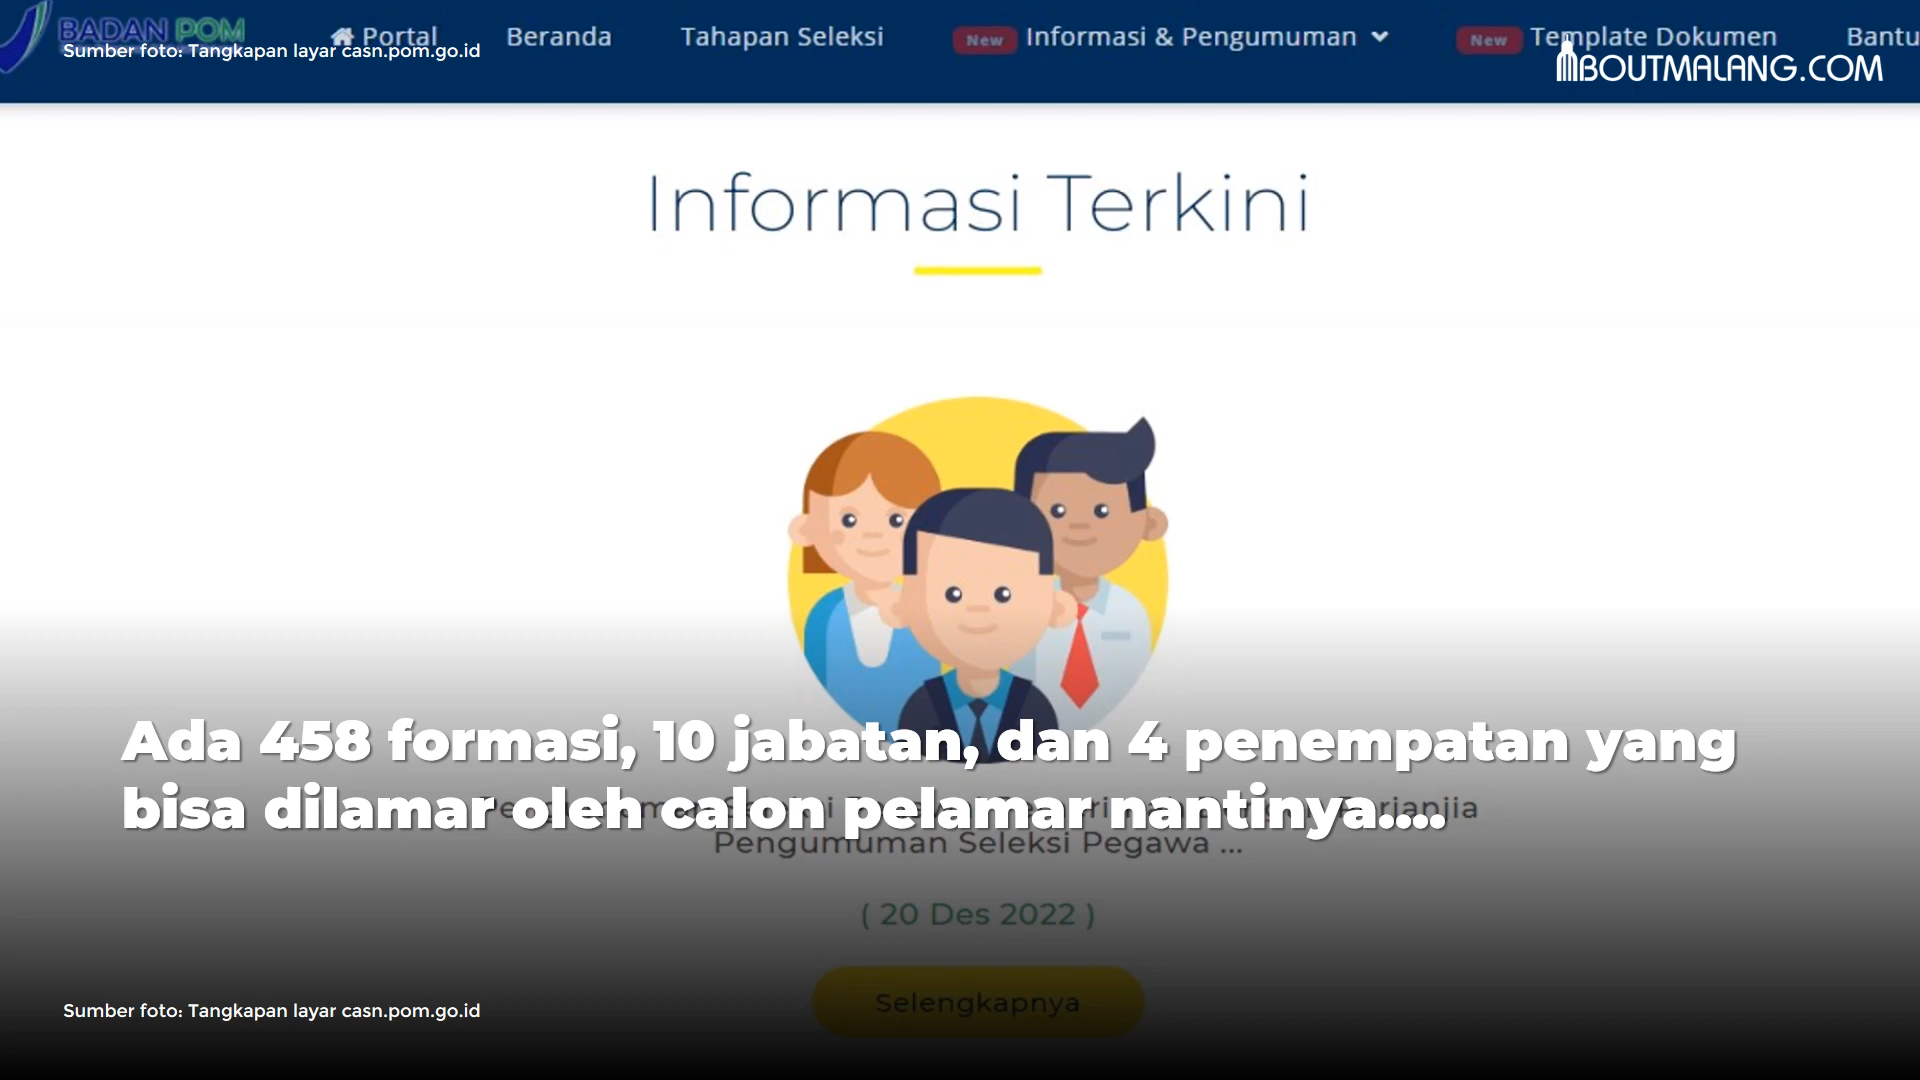 BADAN POM
Portal
Beranda
Tahapan Seleksi
New Informasi & Pengumuman
New Template Dokumen
Bantu
Sumber foto: Tangkapan layar casn.pom.go.id
ABOUTMALANG.COM
Informasi Terkini
Ada 458 formasi, 10 jabatan, dan 4 penempatan yang
bisa dilamar oleh calon pelamar nantinya....
Pengumuman Seleksi Pegawa ...
( 20 Des 2022 )
Selengkapnya
Sumber foto: Tangkapan layar casn.pom.go.id